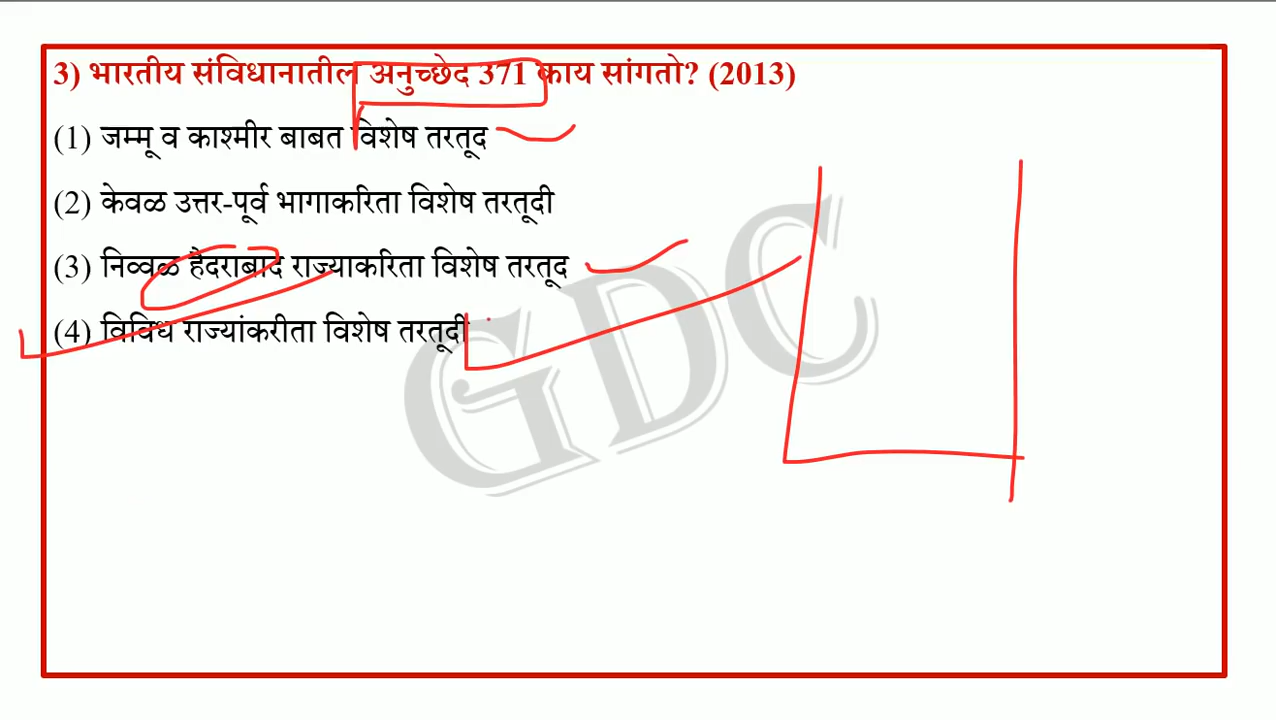 3) भारतीय संविधानातील अनुच्छेद 371 काय सांगतो? (2013)
(1) जम्मू व काश्मीर बाबत विशेष तरतूद
(2) केवळ उत्तर-पूर्व भागाकरिता विशेष तरतूदी
(3) निव्वळ हैदराबाद राज्याकरिता विशेष तरतूद
(4) विविध राज्यांकरीता विशेष तरतूदी
GDC